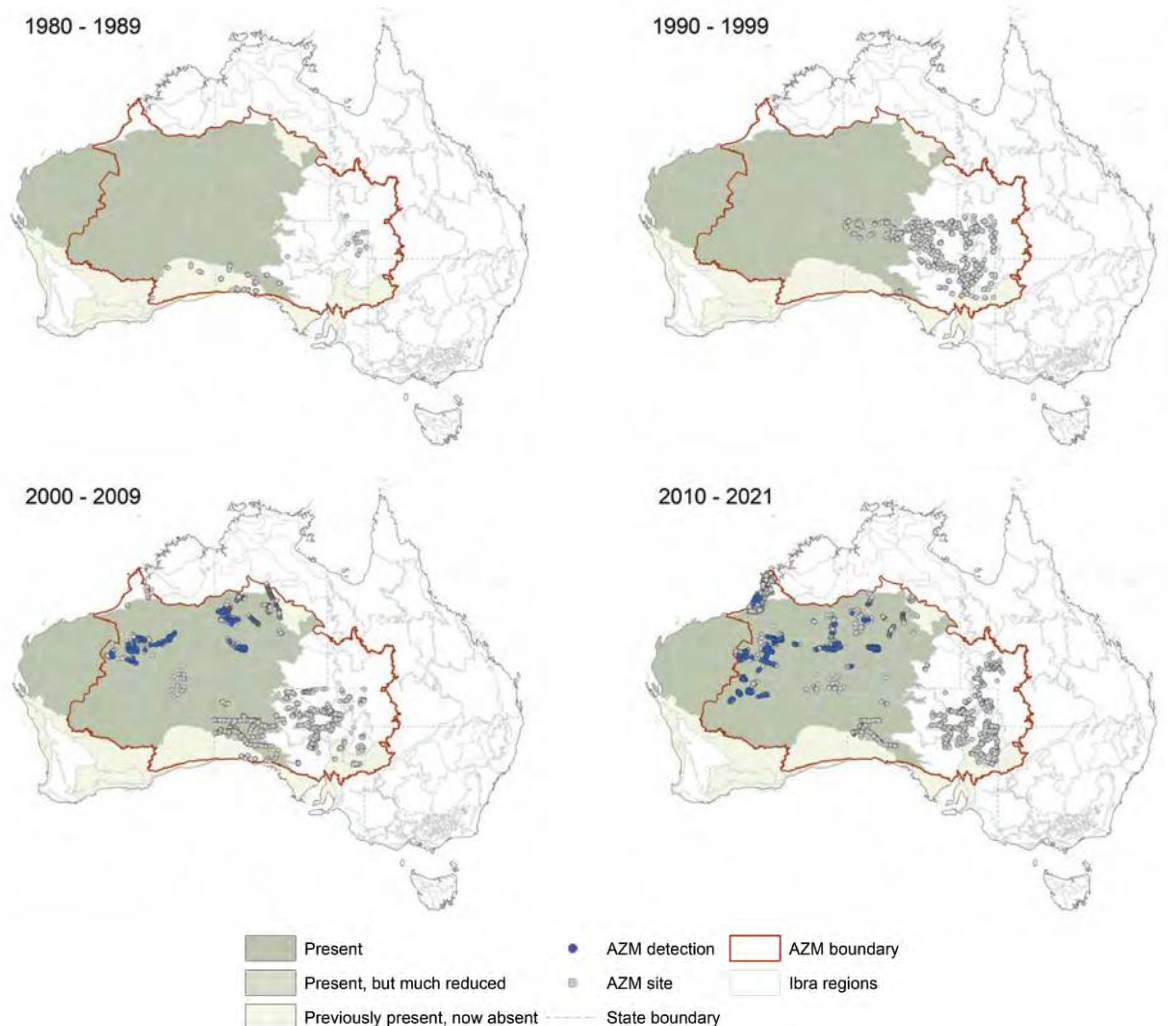 1980 - 1989
1990 - 1999
2000 - 2009
2010 - 2021
Present
AZM detection
AZM boundary
Present, but much reduced
AZM site
Ibra regions
Previously present, now absent
State boundary